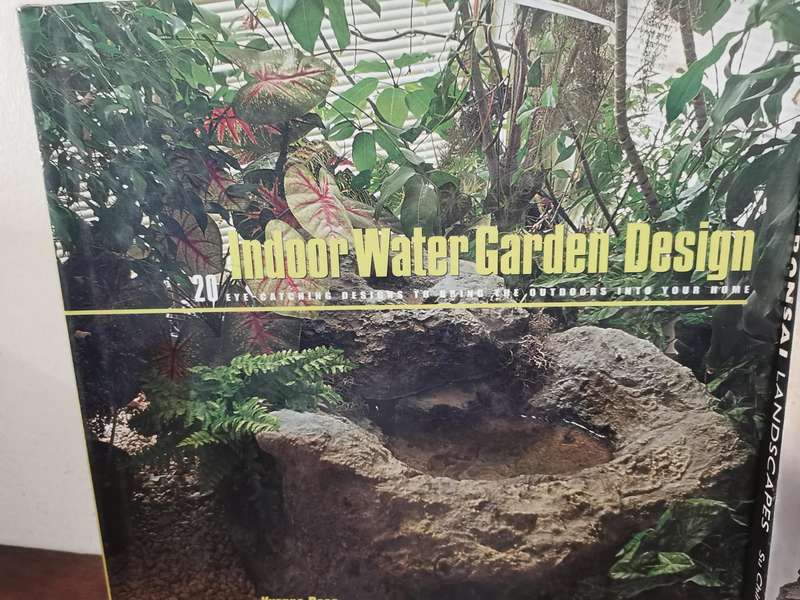 Indoor Water Garden Design
20 EYE-CATCHING DESIGNS TO BRING THE OUTDOORS INTO YOUR HOME
BONSAI LANDSCAPES